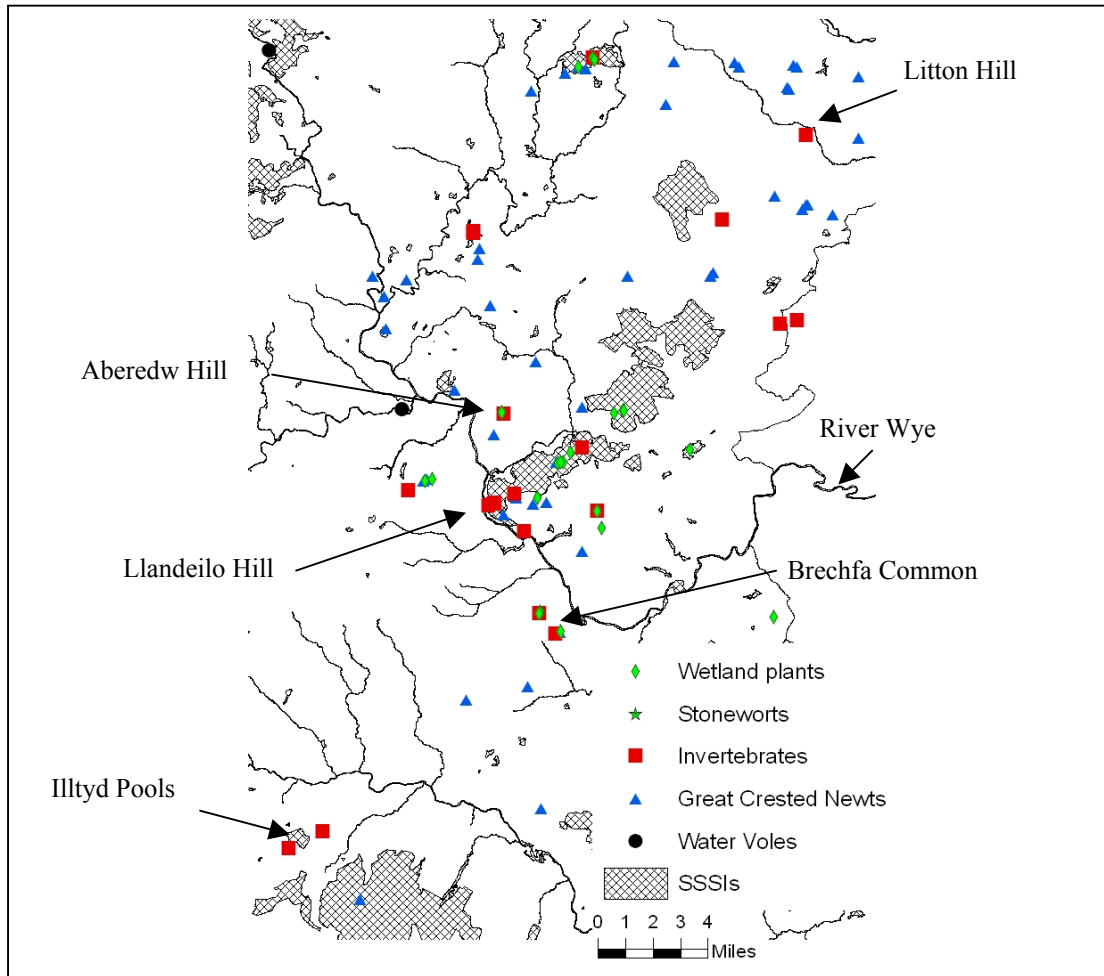 Litton Hill
Aberedw Hill
River Wye
Llandeilo Hill
Brechfa Common
Wetland plants
Stoneworts
Invertebrates
Illtyd Pools
Great Crested Newts
Water Voles
SSSIs
0 1 2 3 4
Miles